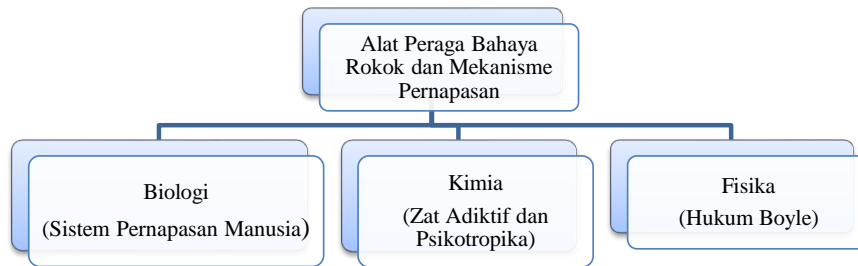 Alat Peraga Bahaya
Rokok dan Mekanisme
Pernapasan
Biologi
(Sistem Pernapasan Manusia)
Kimia
(Zat Adiktif dan
Psikotropika)
Fisika
(Hukum Boyle)